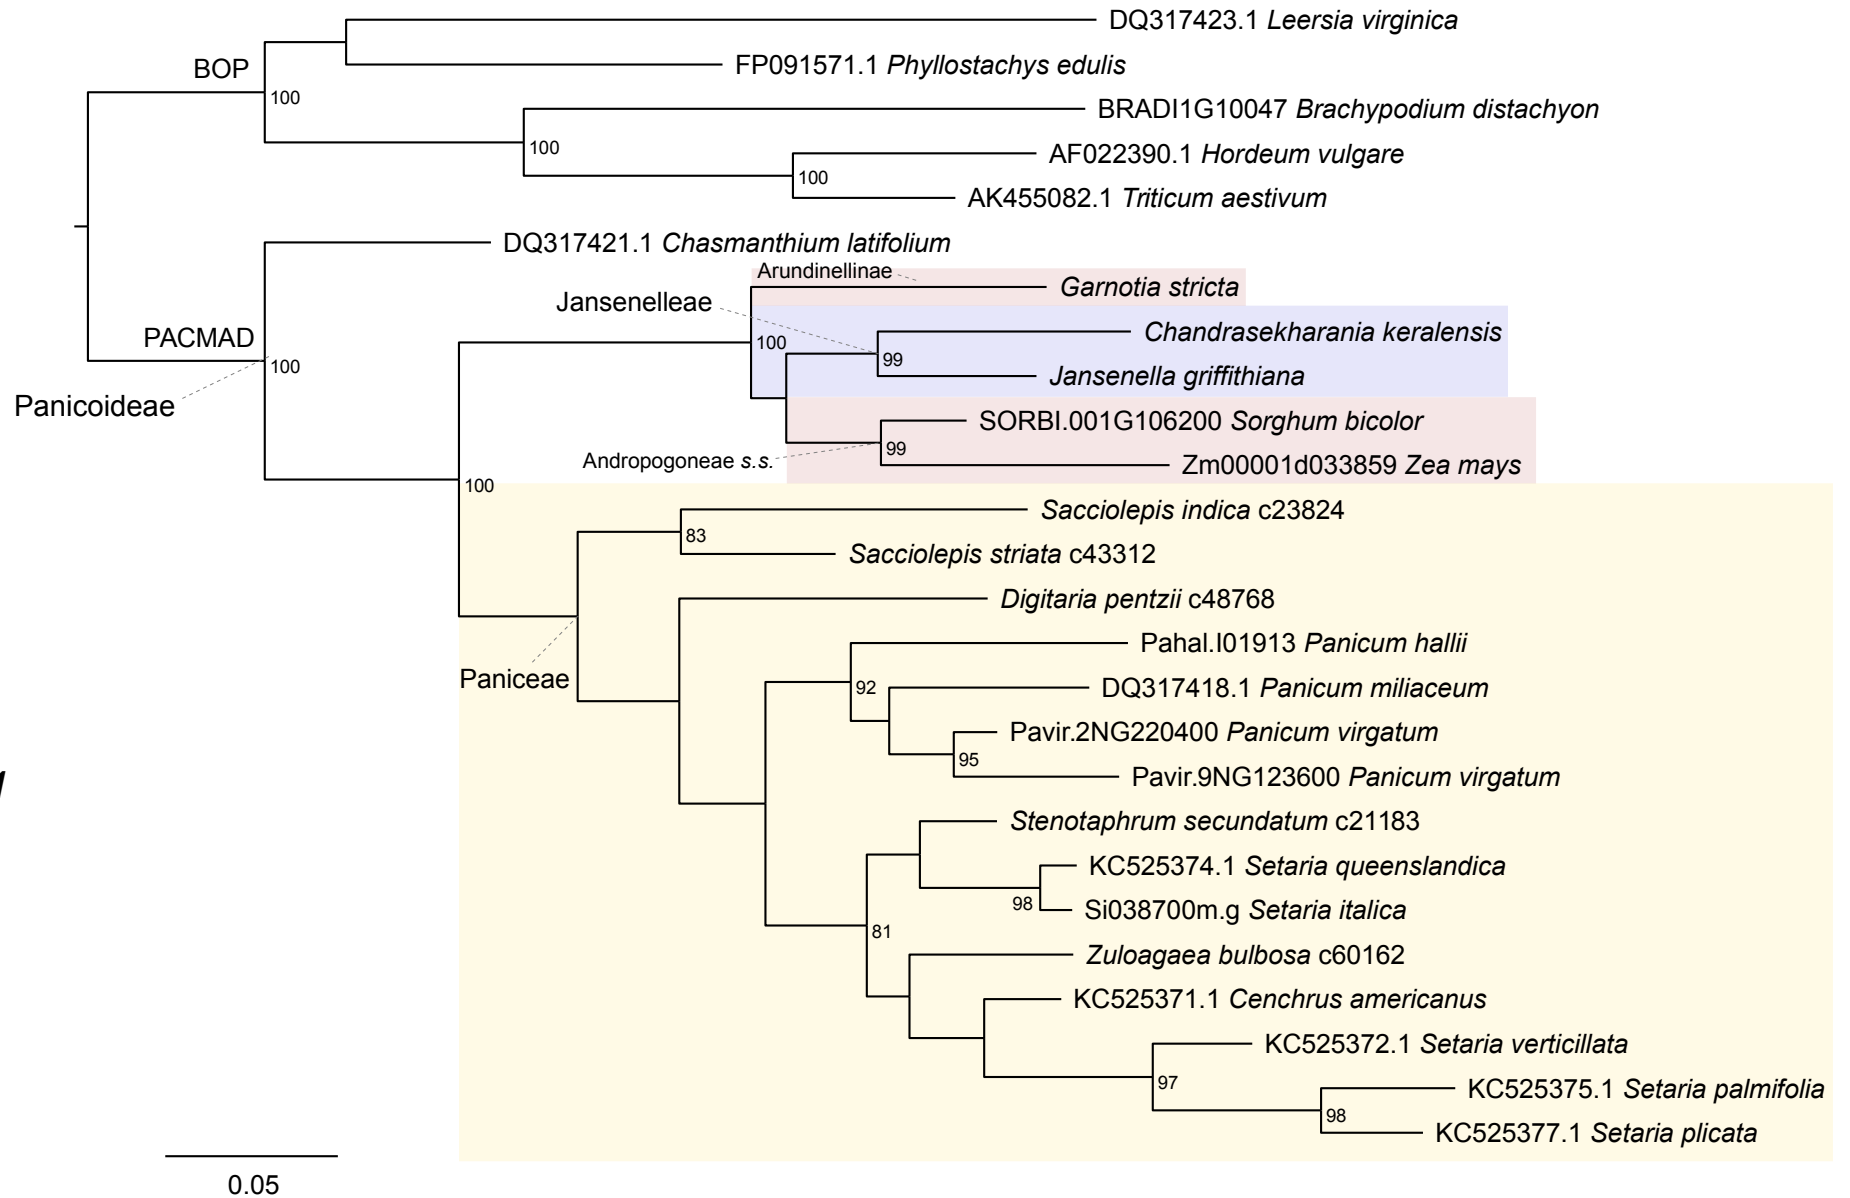 DQ317423.1 Leersia virginica
FP091571.1 Phyllostachys edulis
BOP
100
BRADI1G10047 Brachypodium distachyon
100
AF022390.1 Hordeum vulgare
100
AK455082.1 Triticum aestivum
DQ317421.1 Chasmanthium latifolium
Arundinellinae
Garnotia stricta
Jansenelleae
Chandrasekharania keralensis
PACMAD
100
99
100
Jansenella griffithiana
Panicoideae
SORBI.001G106200 Sorghum bicolor
99
Andropogoneae s.s.
Zm00001d033859 Zea mays
100
Sacciolepis indica c23824
83
Sacciolepis striata c43312
Digitaria pentzii c48768
Pahal.I01913 Panicum hallii
Paniceae
92
DQ317418.1 Panicum miliaceum
Pavir.2NG220400 Panicum virgatum
95
Pavir.9NG123600 Panicum virgatum
Stenotaphrum secundatum c21183
KC525374.1 Setaria queenslandica
98
Si038700m.g Setaria italica
81
Zuloagaea bulbosa c60162
KC525371.1 Cenchrus americanus
KC525372.1 Setaria verticillata
97
KC525375.1 Setaria palmifolia
98
KC525377.1 Setaria plicata
0.05